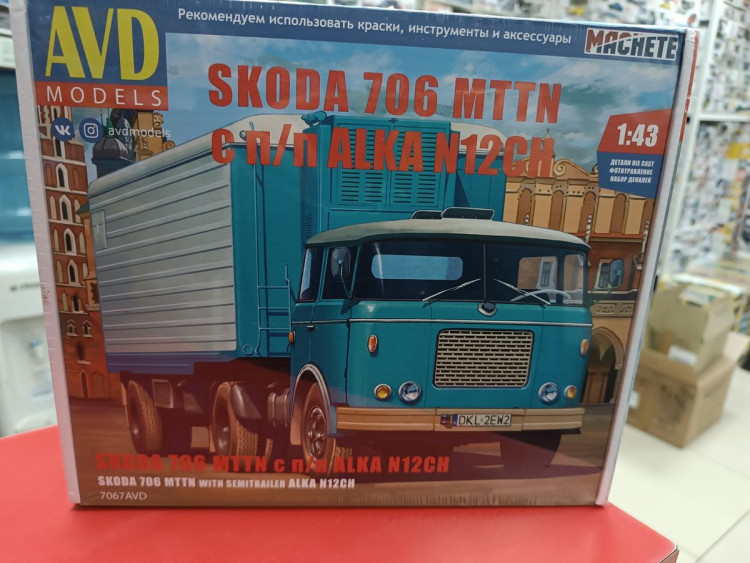 Рекомендуем использовать краски, инструменты и аксессуары
MACHETE
AVD
MODELS
avdmodels
SKODA 706 MTTN
с п/п ALKA N12CH
1:43
ДЕТАЛИ DIE CAST
ФОТОТРАВЛЕНИЕ
НАБОР ДЕКАЛЕЙ
DKL-2EW2
SKODA 706 MTTN с п/п ALKA N12CH
SKODA 706 MTTN WITH SEMITRAILER ALKA N12CH
7067AVD